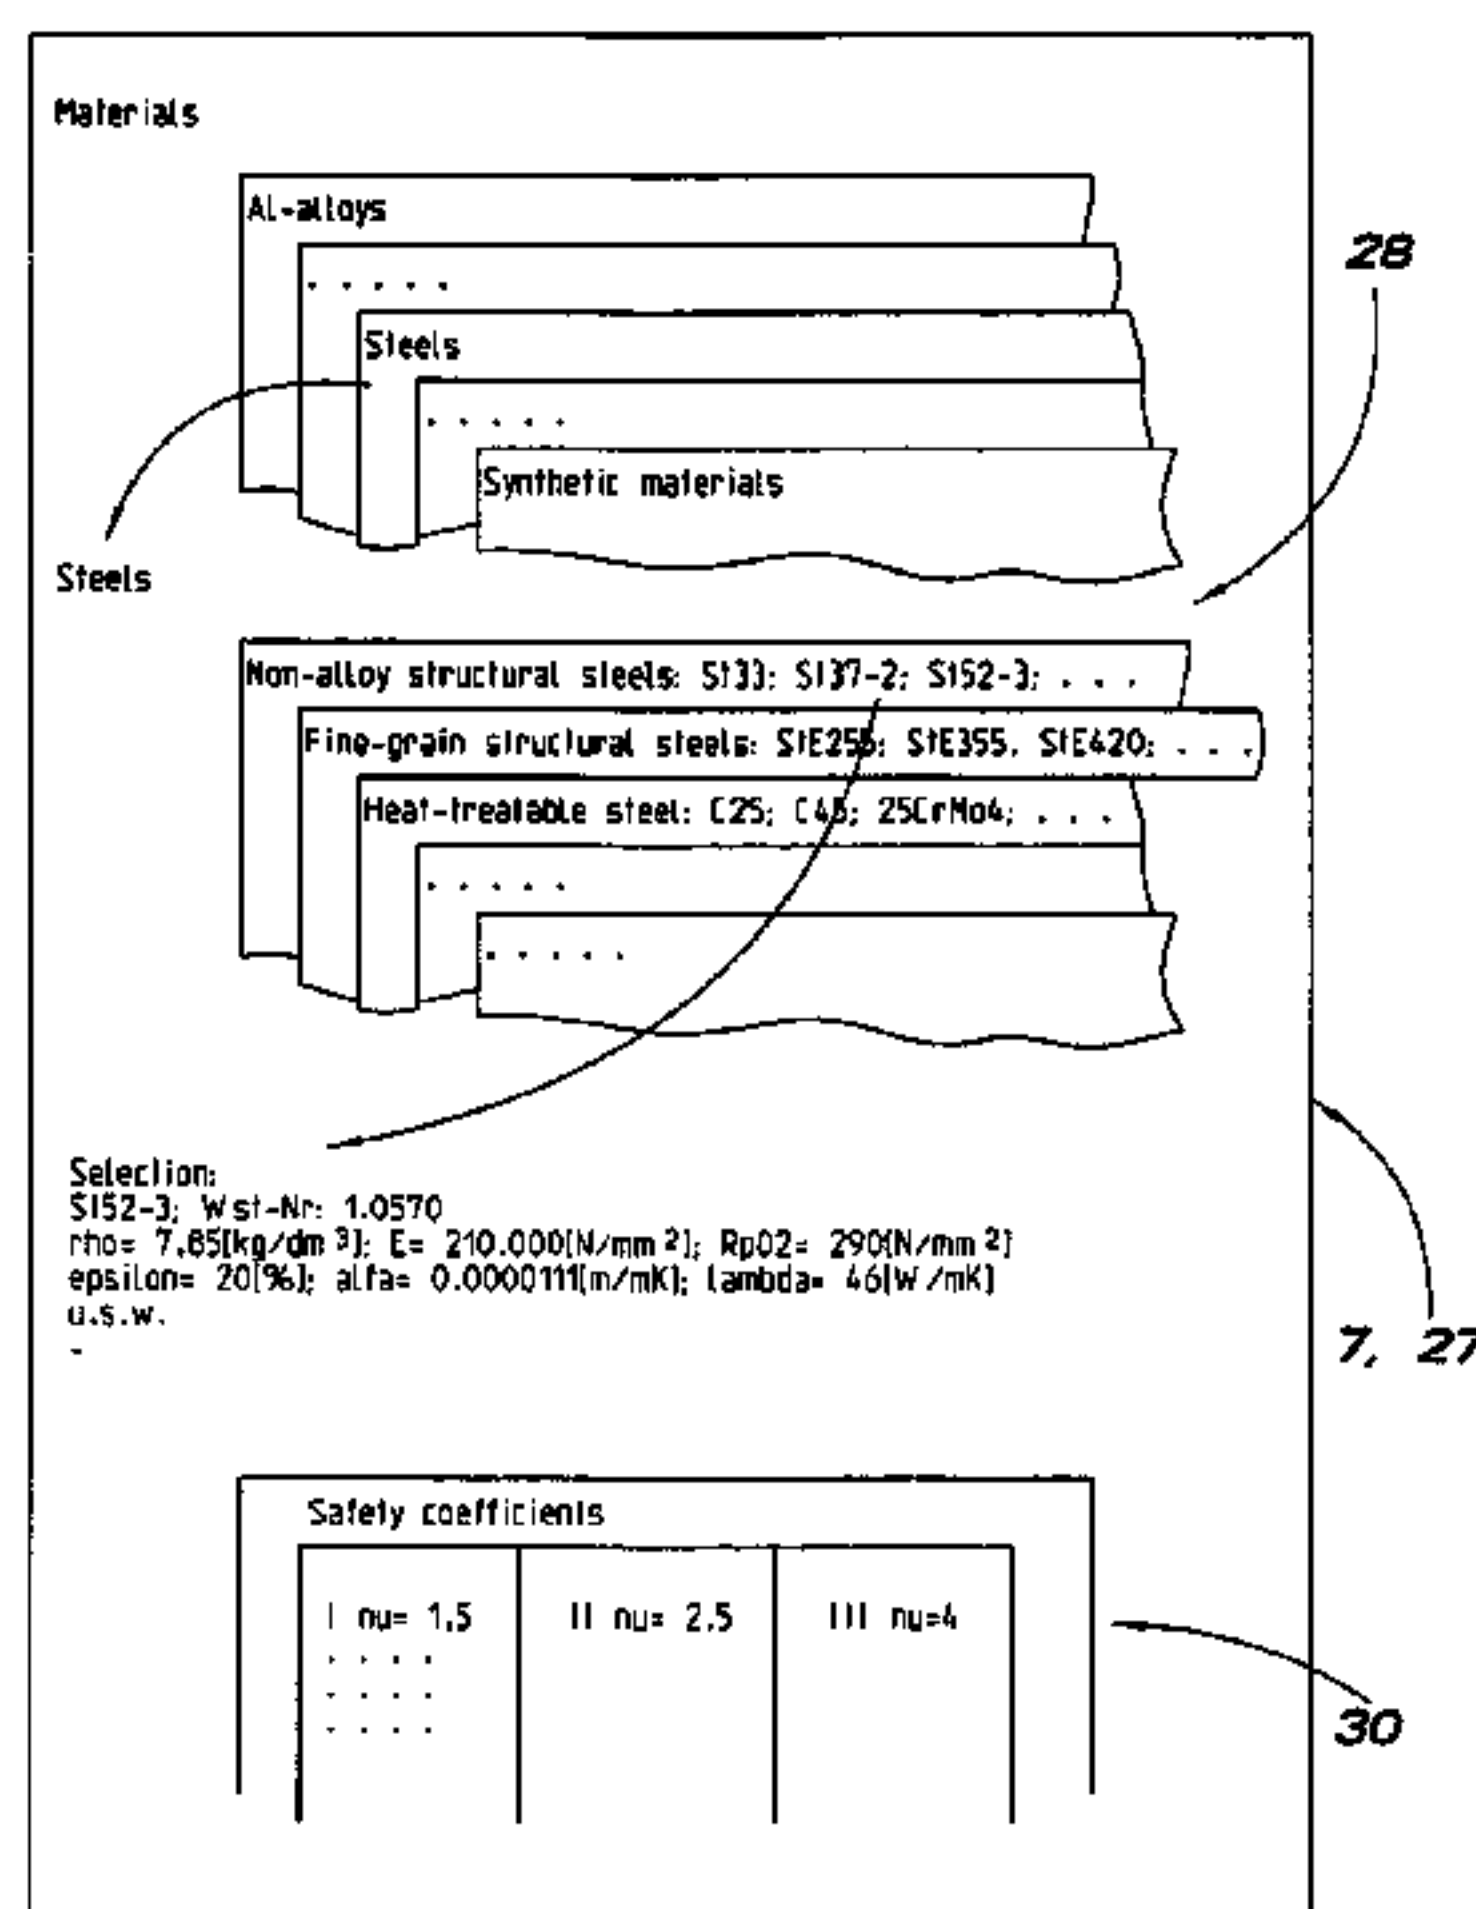 Materials
Al-alloys
28
. . . . .
Steels
. . . . .
Synthetic materials
Steels
Non-alloy structural steels: St33; St37-2; St52-3; . . .
Fine-grain structural steels: StE255; StE355. StE420; . . .
Heat-treatable steel: C25; C45; 25CrMo4; . . .
. . . . .
. . . . .
Selection:
St52-3; Wst-Nr: 1.0570
rho= 7.85[kg/dm 3]; E= 210.000[N/mm 2]; Rp02= 290[N/mm 2]
epsilon= 20[%]; alfa= 0.0000111[m/mK]; lambda= 46[W/mK]
u.s.w.
-
7, 27
Safety coefficients
I nu= 1,5 II nu= 2,5 III nu=4
. . . .
. . . .
. . . .
30